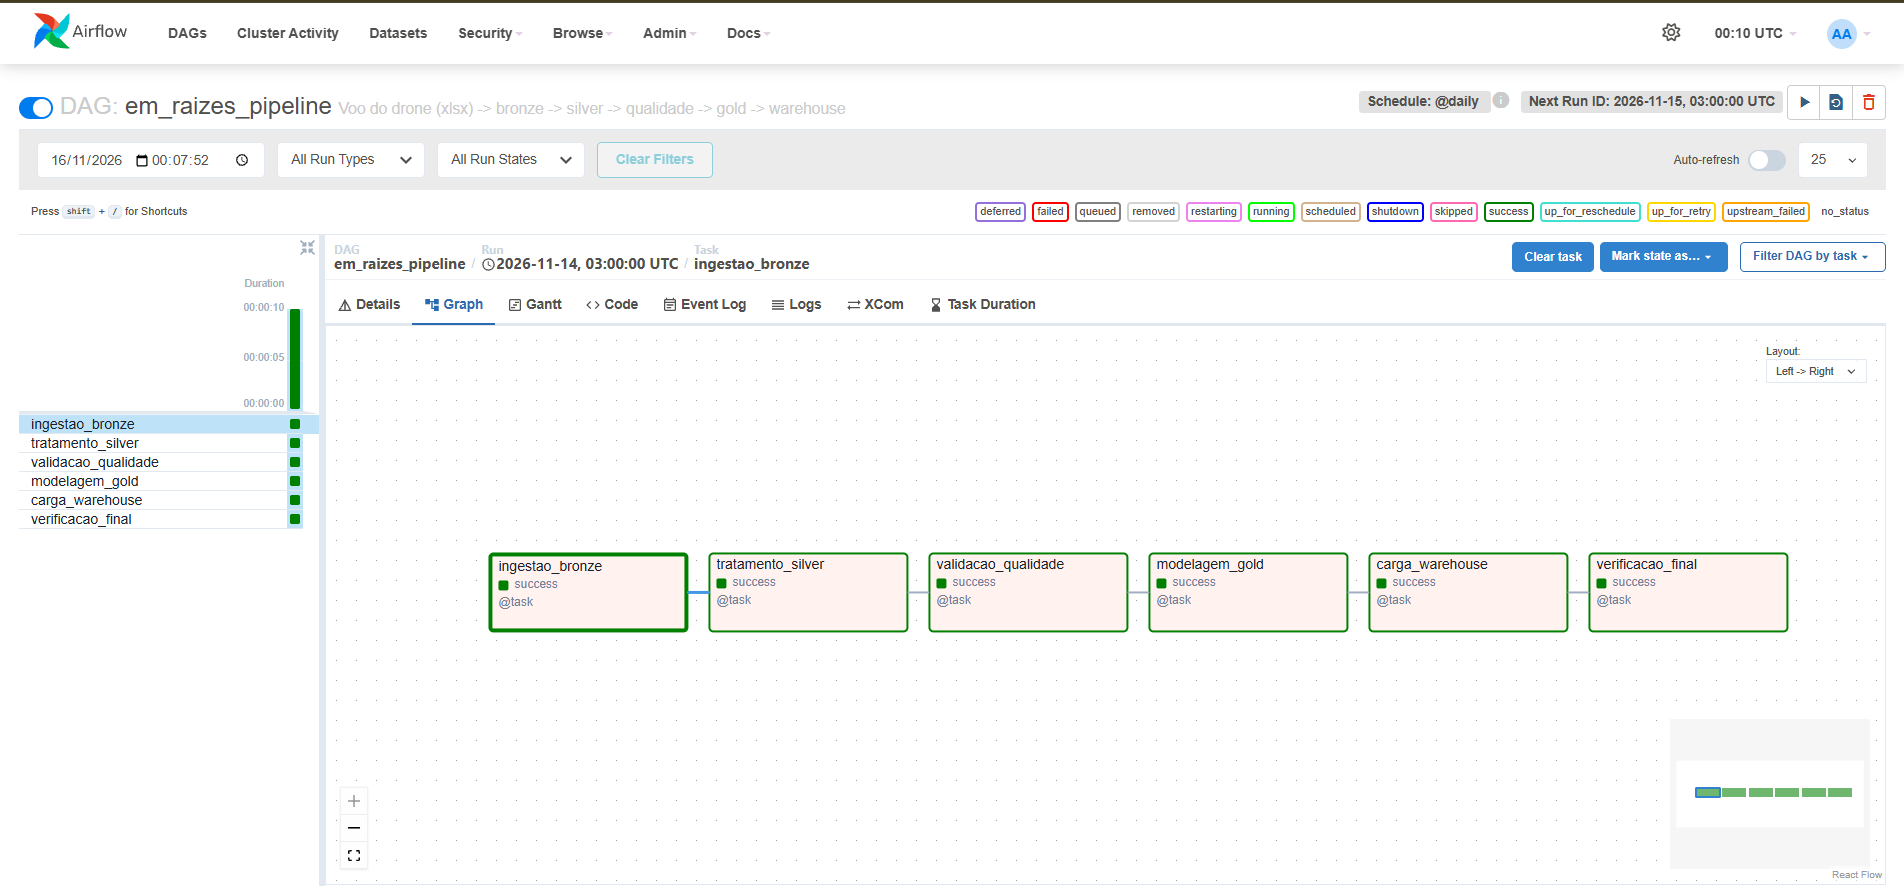 Airflow DAGs Cluster Activity Datasets Security Browse Admin Docs 00:10 UTC AA
DAG: em_raizes_pipeline Voo do drone (xlsx) -> bronze -> silver -> qualidade -> gold -> warehouse Schedule: @daily i Next Run ID: 2026-11-15, 03:00:00 UTC
16/11/2026 00:07:52 All Run Types All Run States Clear Filters Auto-refresh 25
Press shift + / for Shortcuts deferred failed queued removed restarting running scheduled shutdown skipped success up_for_reschedule up_for_retry upstream_failed no_status
DAG Run Task
em_raizes_pipeline / 2026-11-14, 03:00:00 UTC / ingestao_bronze Clear task Mark state as... Filter DAG by task
Details Graph Gantt Code Event Log Logs XCom Task Duration
Duration
00:00:10
00:00:05
00:00:00
ingestao_bronze
tratamento_silver
validacao_qualidade
modelagem_gold
carga_warehouse
verificacao_final
Layout:
Left -> Right
ingestao_bronze
success
@task
tratamento_silver
success
@task
validacao_qualidade
success
@task
modelagem_gold
success
@task
carga_warehouse
success
@task
verificacao_final
success
@task
React Flow